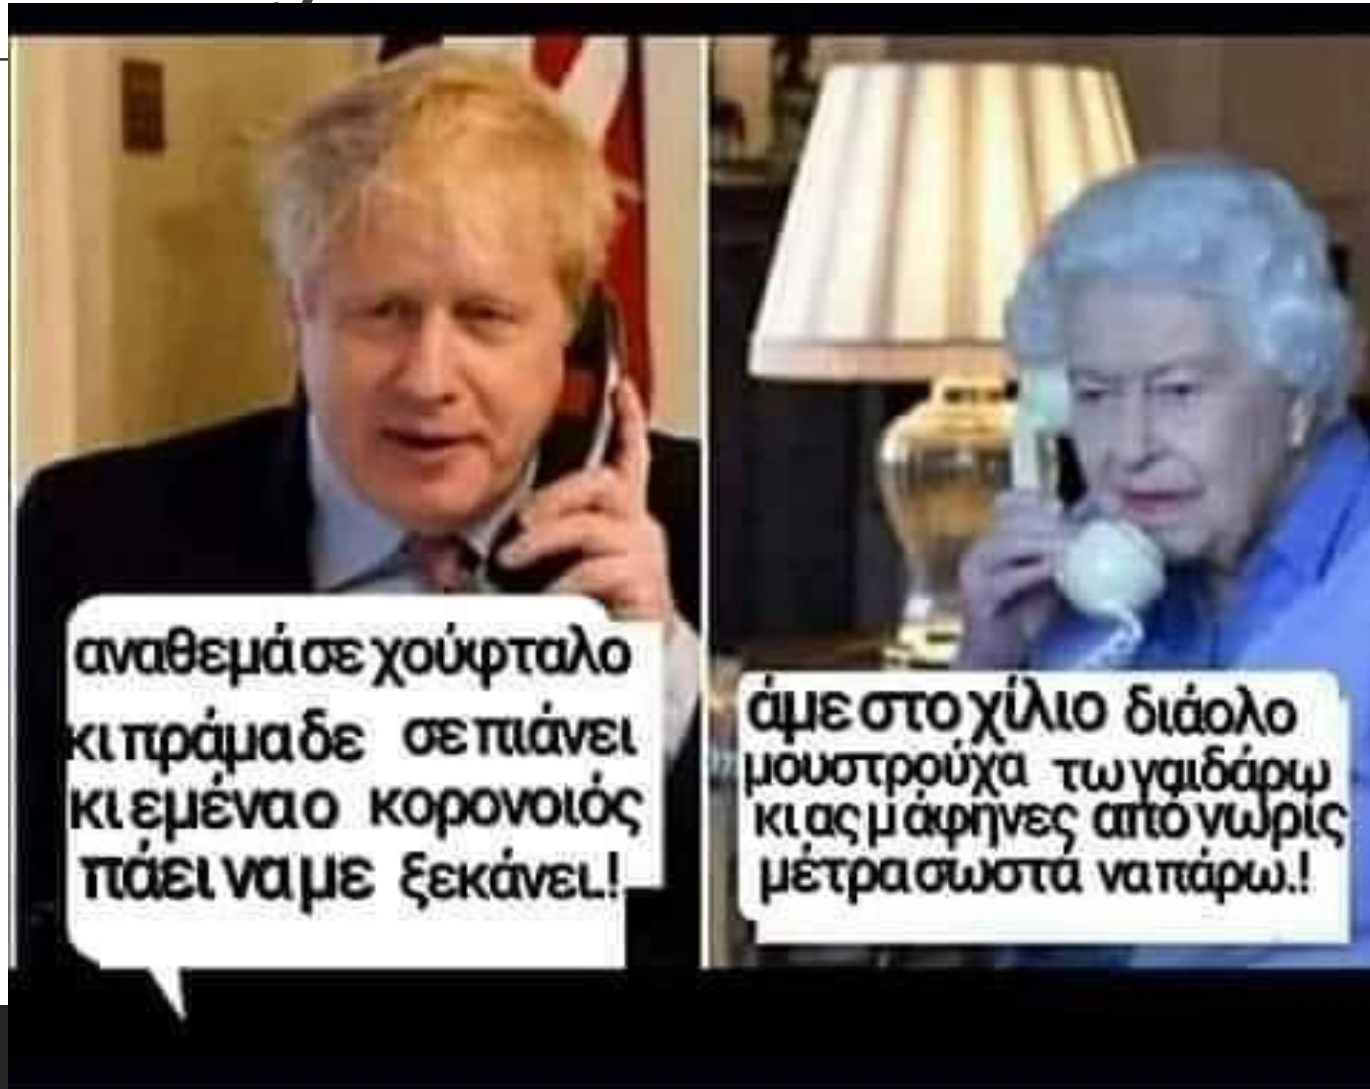 αναθεμά σε χούφταλο
κι πράμα δε σε πιάνει
κι εμένα ο κορονοιός
πάει να με ξεκάνει.!
άμε στο χίλιο διάολο
μουστρούχα τω γαιδάρω
κι ας μ άφηνες από νωρίς
μέτρα σωστά να πάρω.!